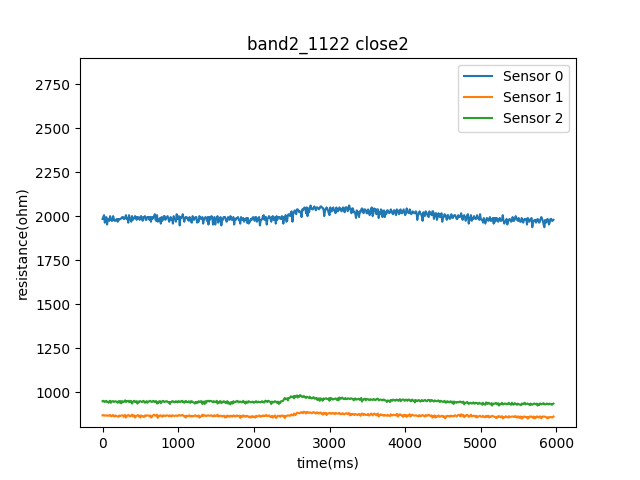 band2_1122 close2
Sensor 0
Sensor 1
Sensor 2
resistance(ohm)
2750
2500
2250
2000
1750
1500
1250
1000
0 1000 2000 3000 4000 5000 6000
time(ms)